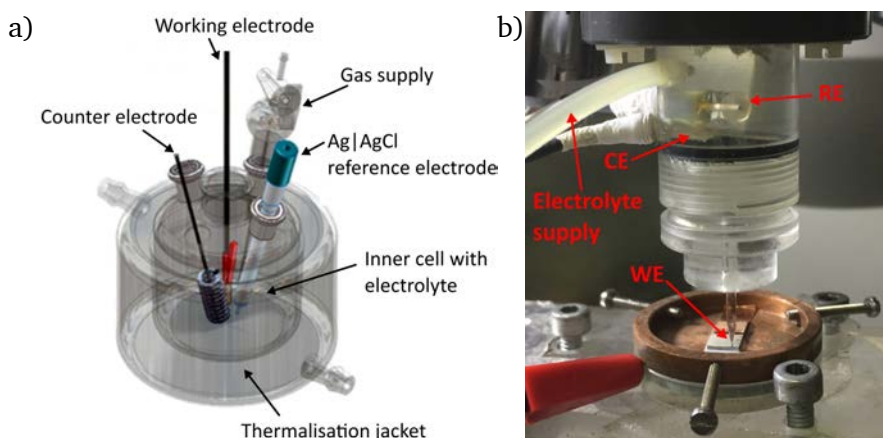 a)
Working electrode
Gas supply
Counter electrode
Ag|AgCl
reference electrode
Inner cell with
electrolyte
Thermalisation jacket
b)
RE
CE
Electrolyte
supply
WE